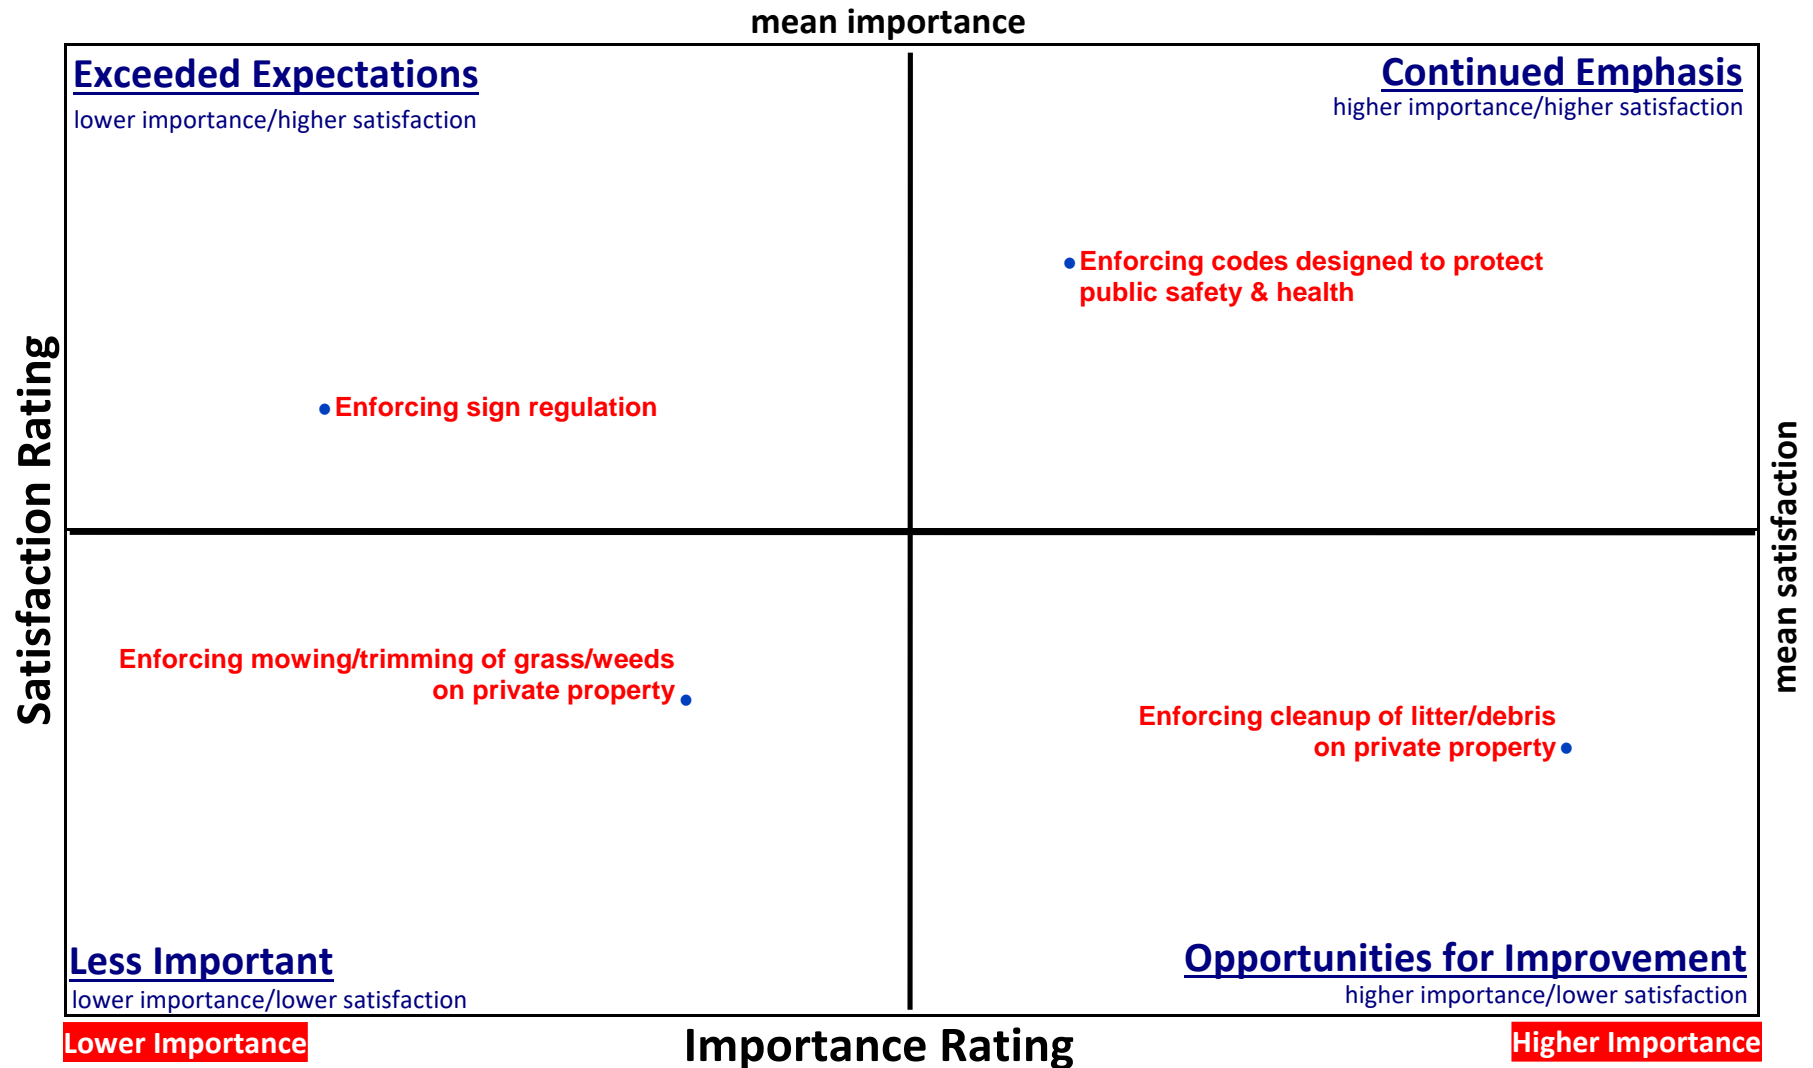 mean importance
Exceeded Expectations
lower importance/higher satisfaction
Continued Emphasis
higher importance/higher satisfaction
Enforcing codes designed to protect
public safety & health
Enforcing sign regulation
Satisfaction Rating
mean satisfaction
Enforcing mowing/trimming of grass/weeds
on private property
Enforcing cleanup of litter/debris
on private property
Less Important
lower importance/lower satisfaction
Opportunities for Improvement
higher importance/lower satisfaction
Lower Importance
Importance Rating
Higher Importance